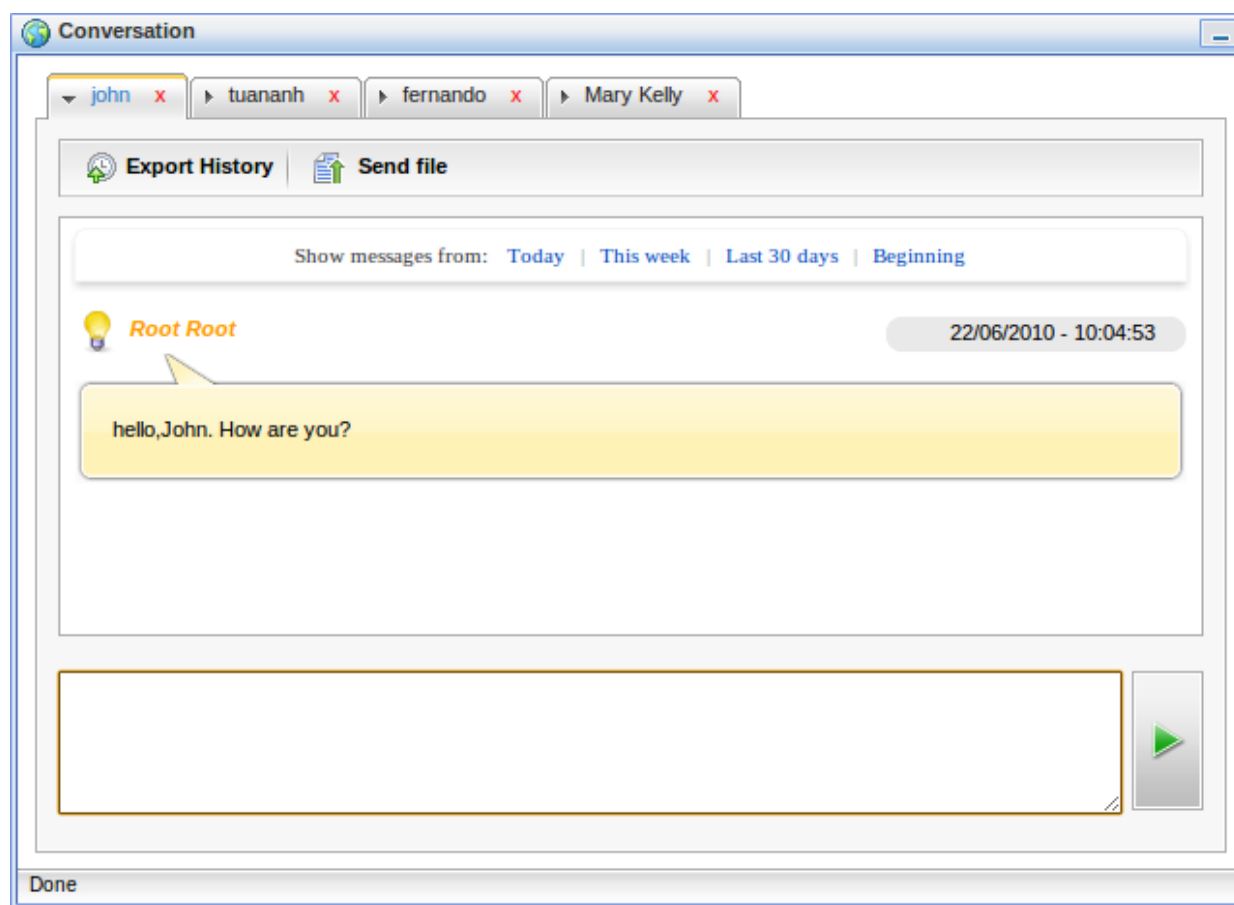 Conversation
john x tuananh x fernando x Mary Kelly x
Export History Send file
Show messages from: Today | This week | Last 30 days | Beginning
Root Root 22/06/2010 - 10:04:53
hello,John. How are you?
Done